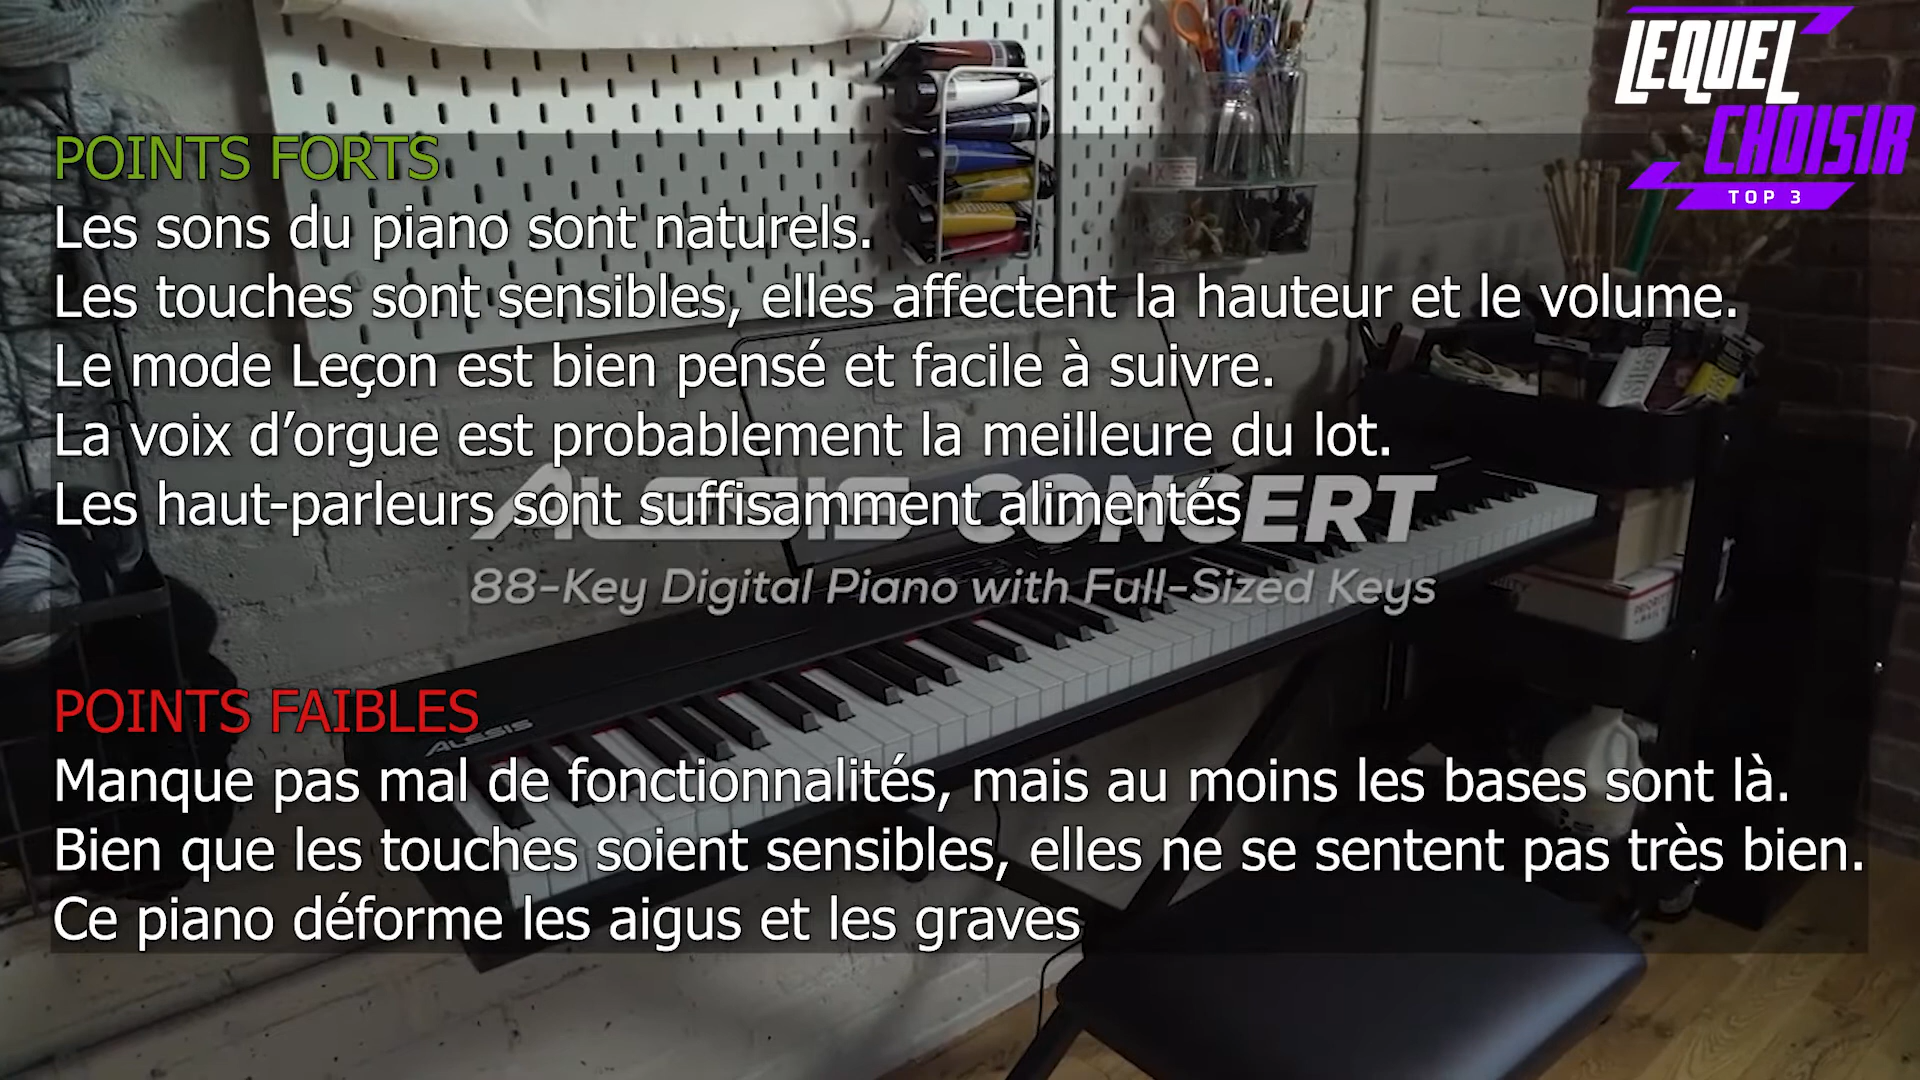 LEQUEL
CHOISIR
TOP 3
POINTS FORTS
Les sons du piano sont naturels.
Les touches sont sensibles, elles affectent la hauteur et le volume.
Le mode Leçon est bien pensé et facile à suivre.
La voix d’orgue est probablement la meilleure du lot.
Les haut-parleurs sont suffisamment alimentés
ALESIS CONCERT
88-Key Digital Piano with Full-Sized Keys
POINTS FAIBLES
ALESIS
Manque pas mal de fonctionnalités, mais au moins les bases sont là.
Bien que les touches soient sensibles, elles ne se sentent pas très bien.
Ce piano déforme les aigus et les graves